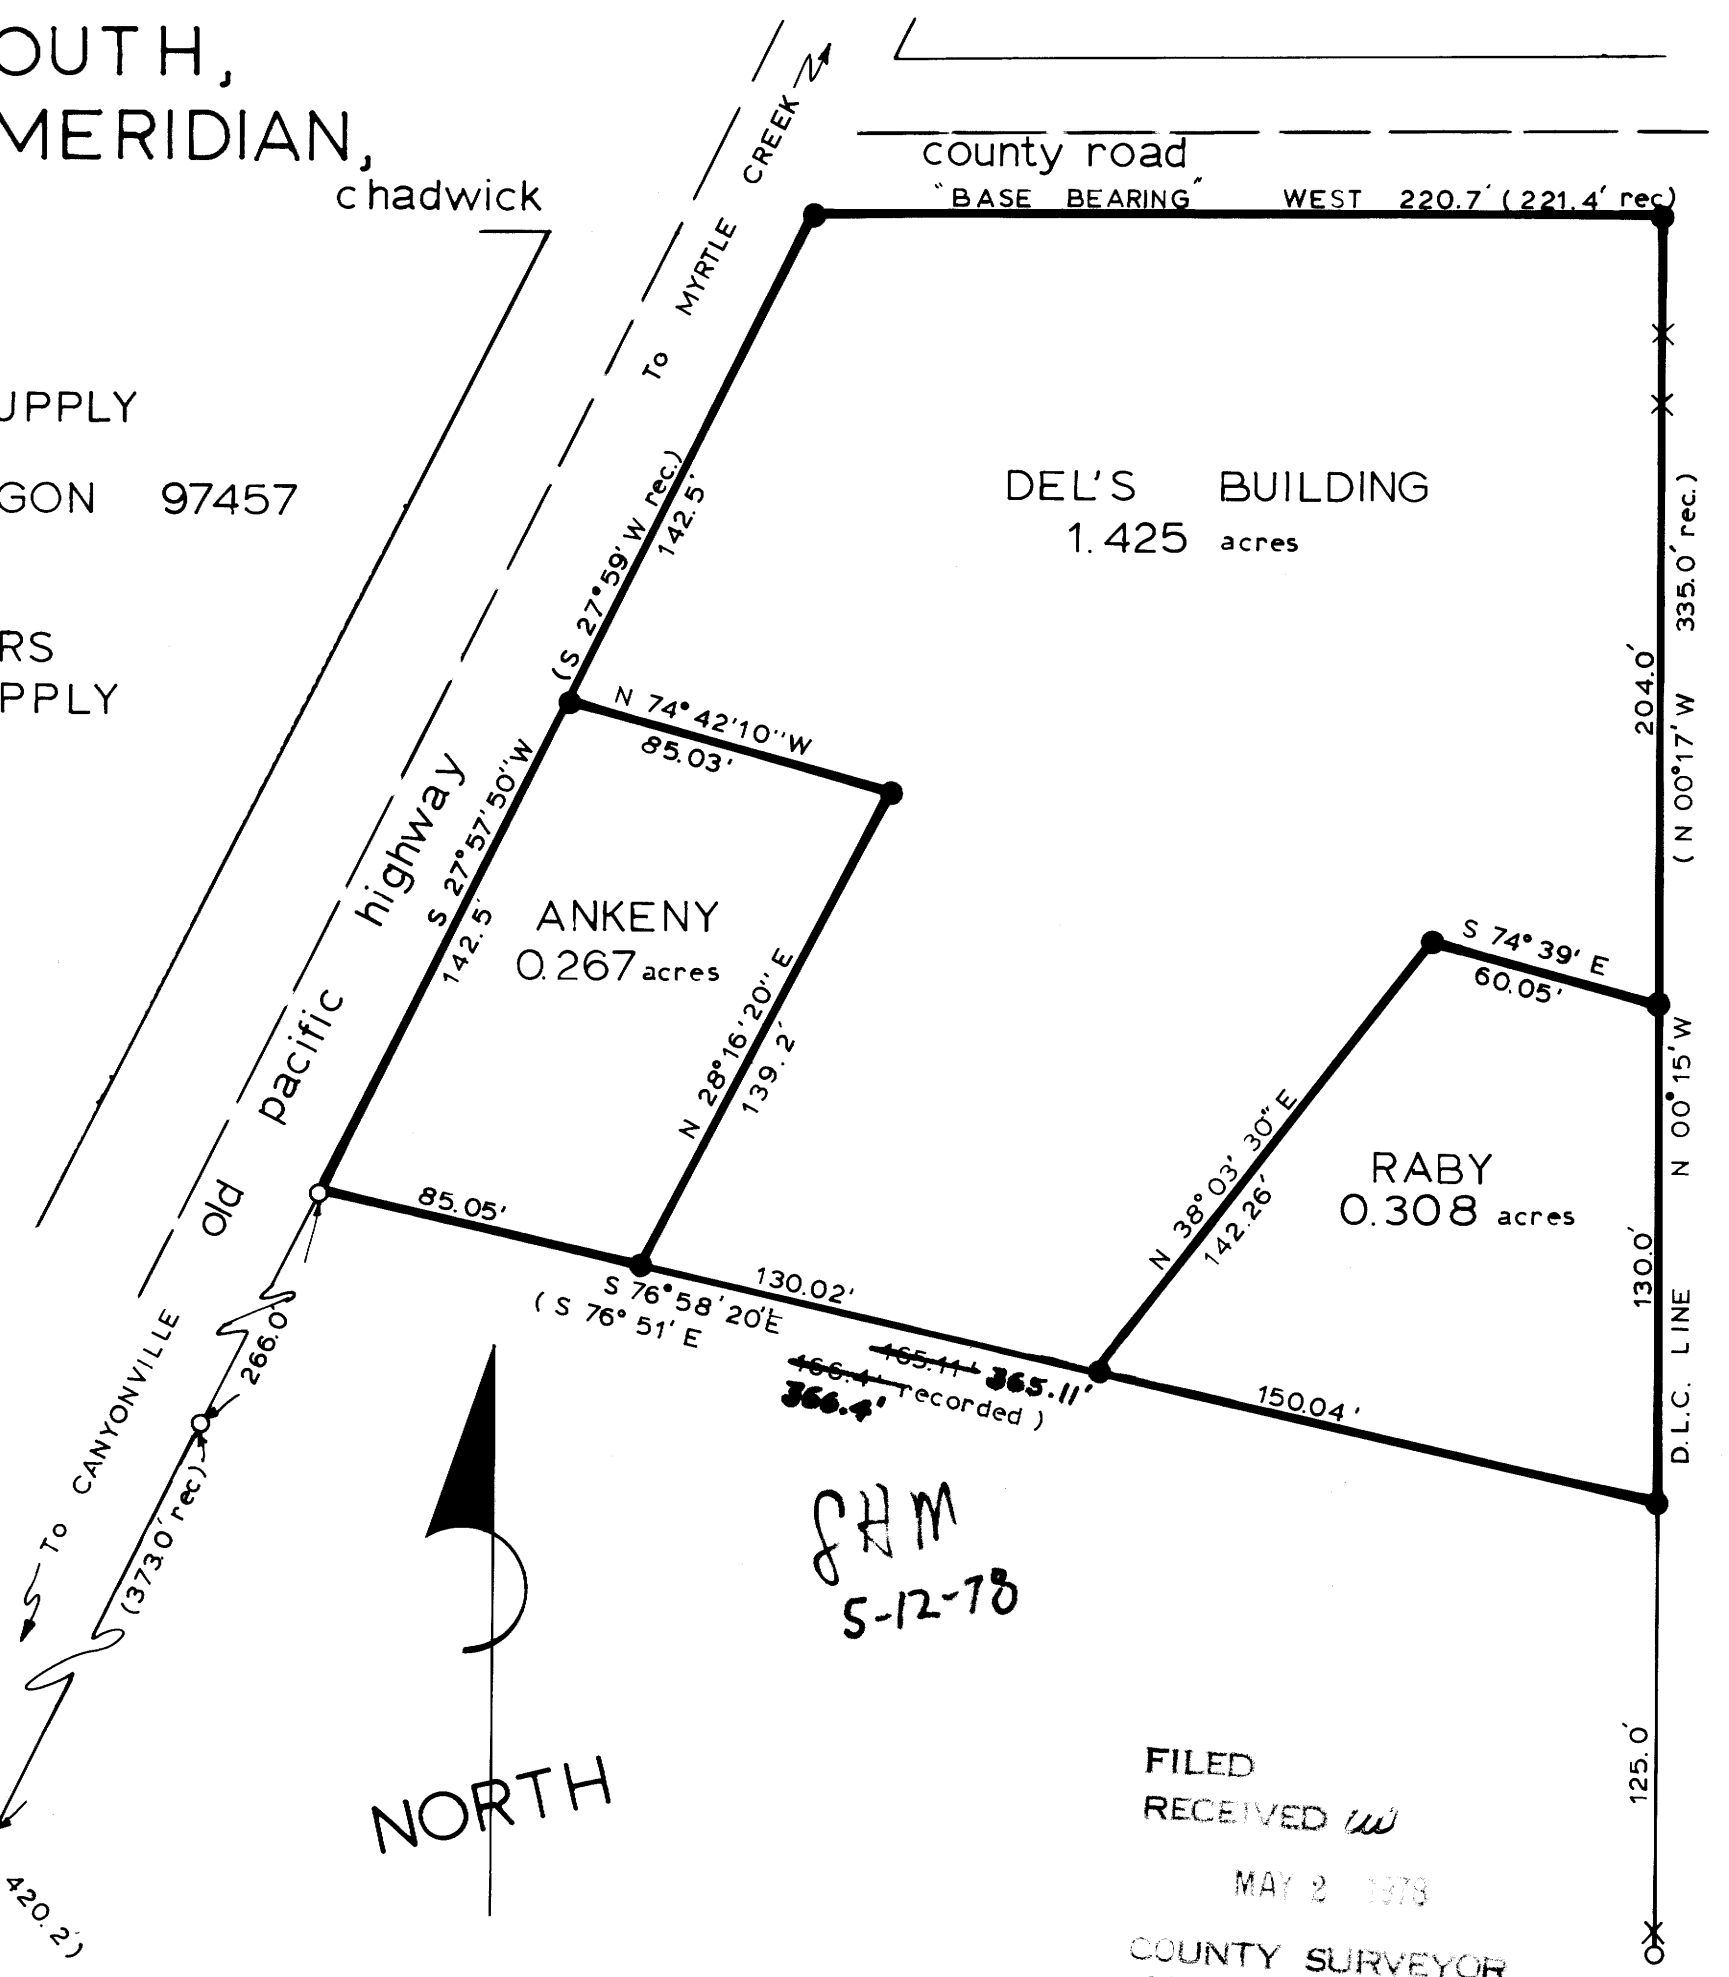 OUTH,
MERIDIAN,
chadwick
UPPLY
GON 97457
RS
PPLY
TO MYRTLE CREEK
county road
"BASE BEARING" WEST 220.7' (221.4' rec)
(S 27°59' W rec.)
142.5'
DEL'S BUILDING
1.425 acres
204.0'
(N 00°17' W 335.0' rec.)
N 74°42'10"W
85.03'
S 27°57'50"W
142.5'
old pacific highway
ANKENY
0.267 acres
N 28°16'20" E
139.2'
S 74°39' E
60.05'
N 38°03'30" E
142.26'
RABY
0.308 acres
N 00°15' W
130.0'
D.L.C. LINE
85.05'
130.02'
S 76°58'20"E
(S 76°51' E
165.11' 365.11'
166.4' recorded)
366.4'
150.04'
266.0'
(373.0' rec)
TO CANYONVILLE
420.2')
NORTH
5-12-78
125.0'
FILED
RECEIVED
MAY 2 1978
COUNTY SURVEYOR